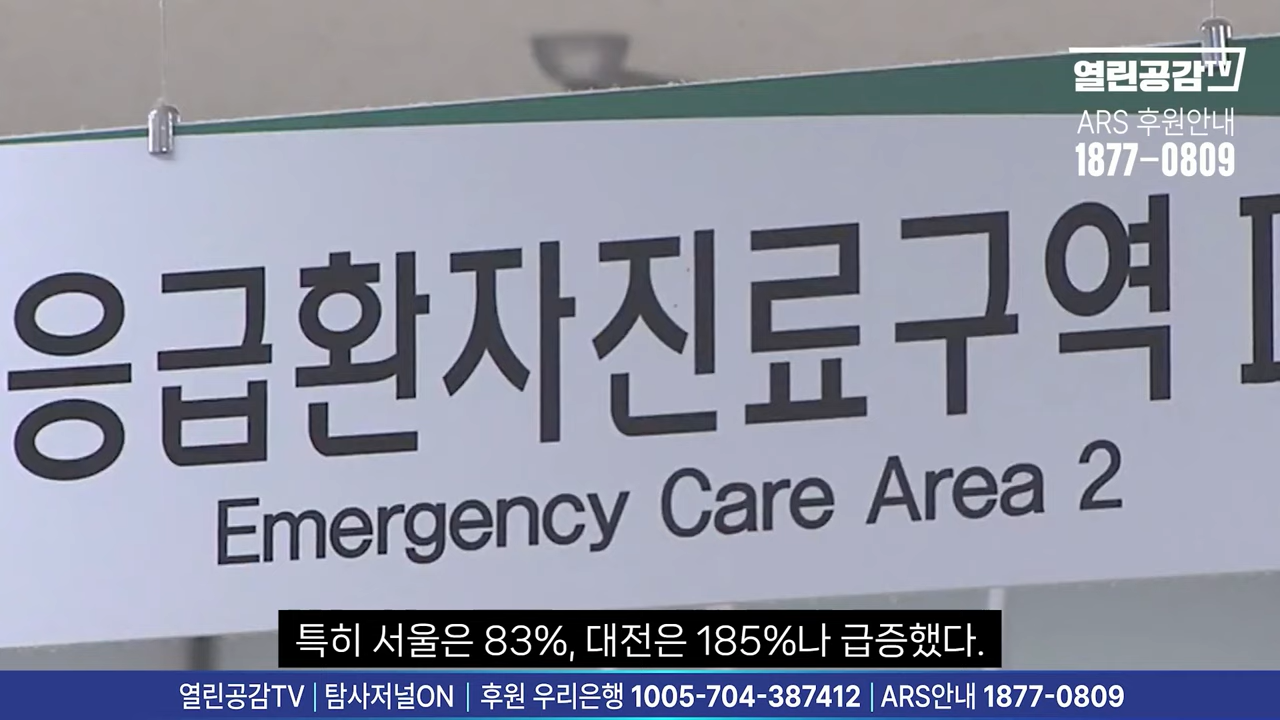 열린공감TV
ARS 후원안내
1877-0809
응급환자진료구역
Emergency Care Area 2
특히 서울은 83%, 대전은 185%나 급증했다.
열린공감TV | 탐사저널ON | 후원 우리은행 1005-704-387412 | ARS안내 1877-0809